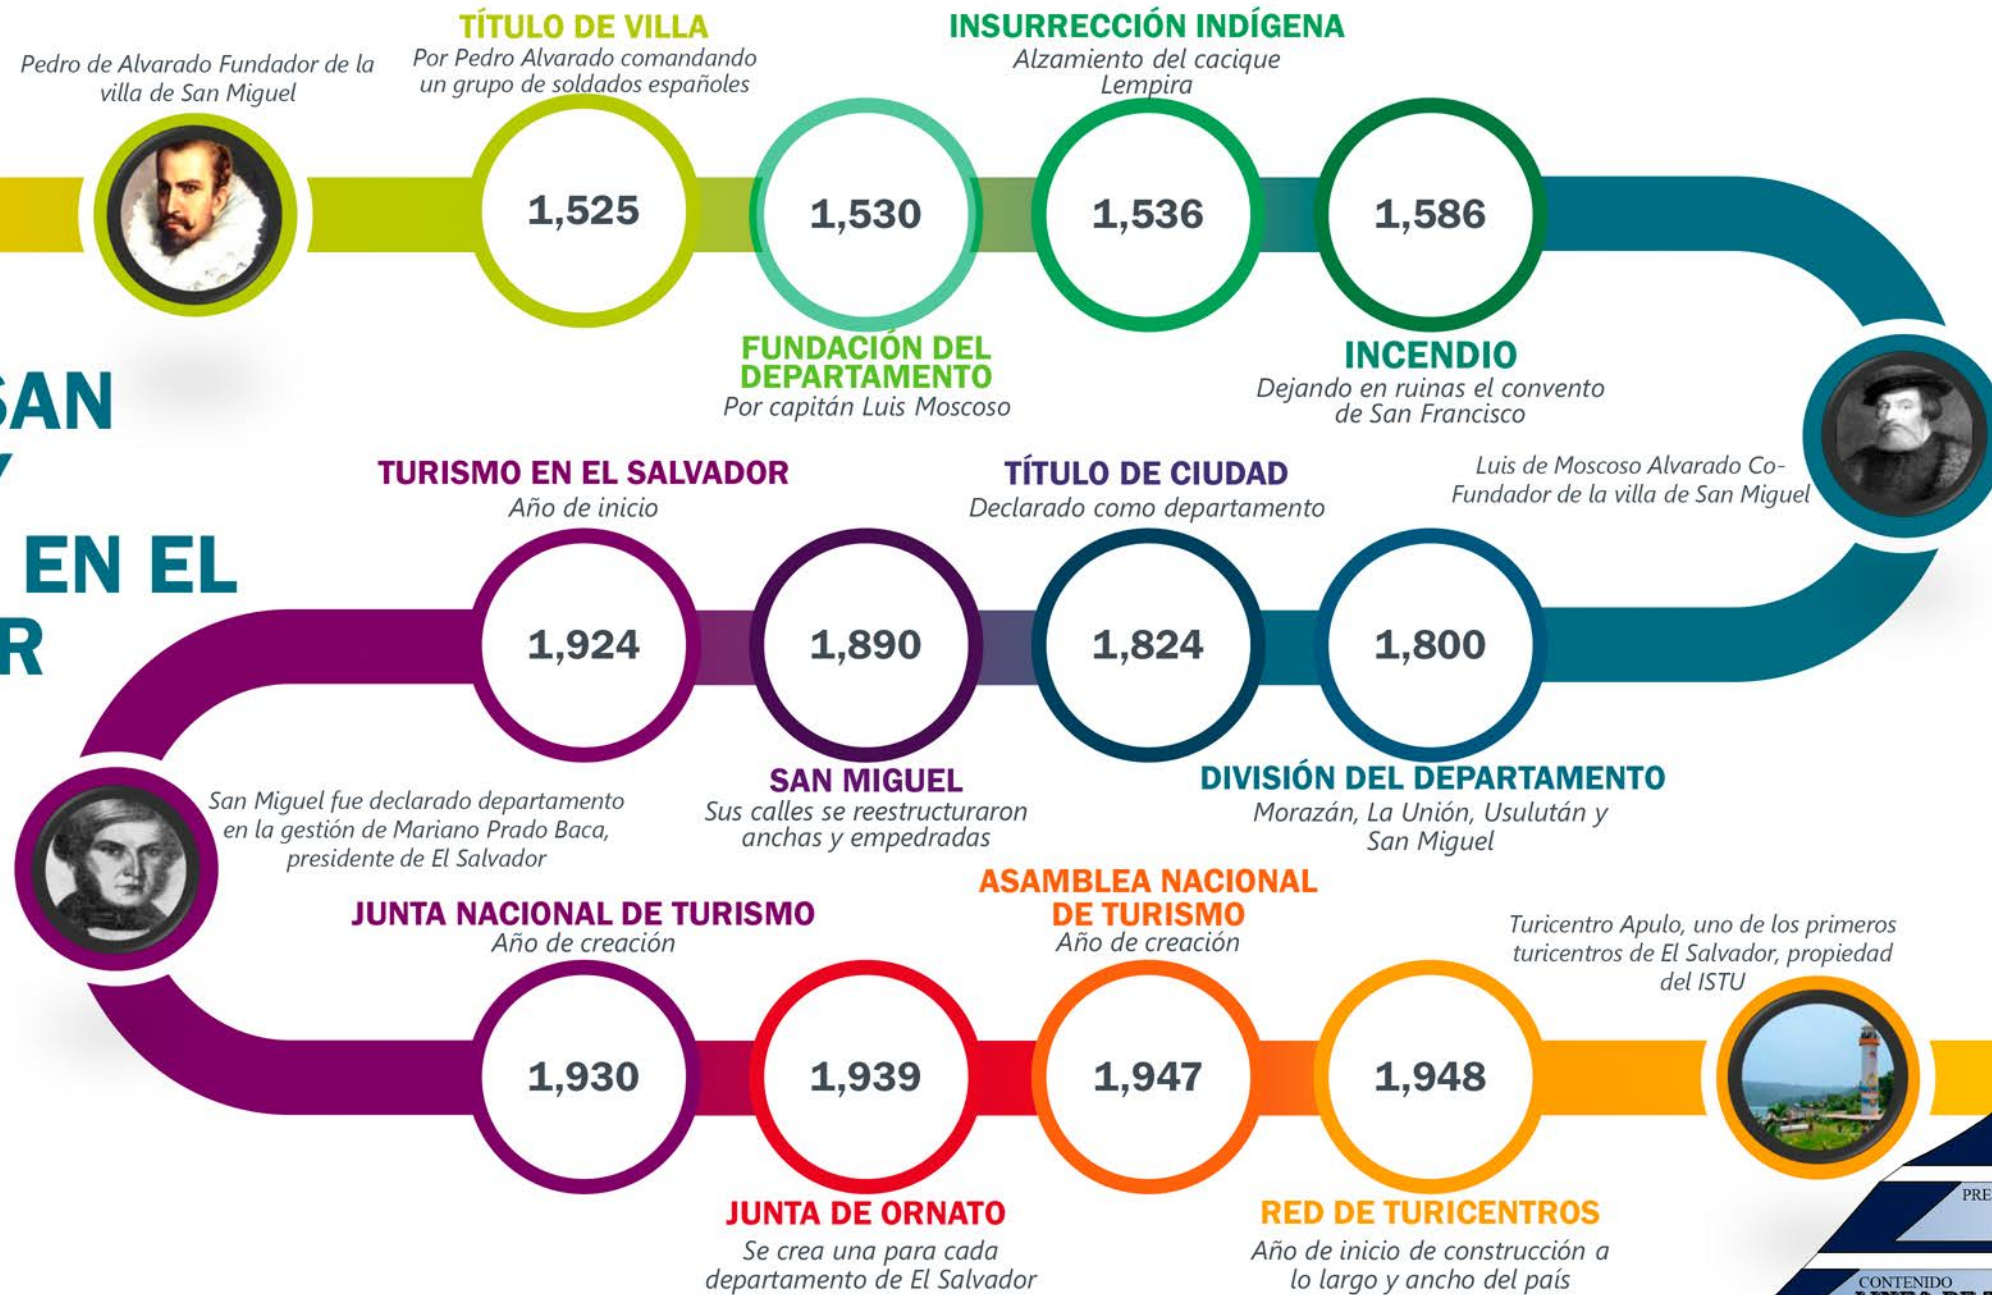 Pedro de Alvarado Fundador de la
villa de San Miguel
TÍTULO DE VILLA
Por Pedro Alvarado comandando
un grupo de soldados españoles
1,525
1,530
FUNDACIÓN DEL
DEPARTAMENTO
Por capitán Luis Moscoso
INSURRECCIÓN INDÍGENA
Alzamiento del cacique
Lempira
1,536
1,586
INCENDIO
Dejando en ruinas el convento
de San Francisco
SAN
Y
EN EL
R
Luis de Moscoso Alvarado Co-
Fundador de la villa de San Miguel
1,800
DIVISIÓN DEL DEPARTAMENTO
Morazán, La Unión, Usulután y
San Miguel
TÍTULO DE CIUDAD
Declarado como departamento
1,824
1,890
SAN MIGUEL
Sus calles se reestructuraron
anchas y empedradas
TURISMO EN EL SALVADOR
Año de inicio
1,924
San Miguel fue declarado departamento
en la gestión de Mariano Prado Baca,
presidente de El Salvador
JUNTA NACIONAL DE TURISMO
Año de creación
1,930
1,939
JUNTA DE ORNATO
Se crea una para cada
departamento de El Salvador
ASAMBLEA NACIONAL
DE TURISMO
Año de creación
1,947
1,948
RED DE TURICENTROS
Año de inicio de construcción a
lo largo y ancho del país
Turicentro Apulo, uno de los primeros
turicentros de El Salvador, propiedad
del ISTU
PRE
CONTENIDO